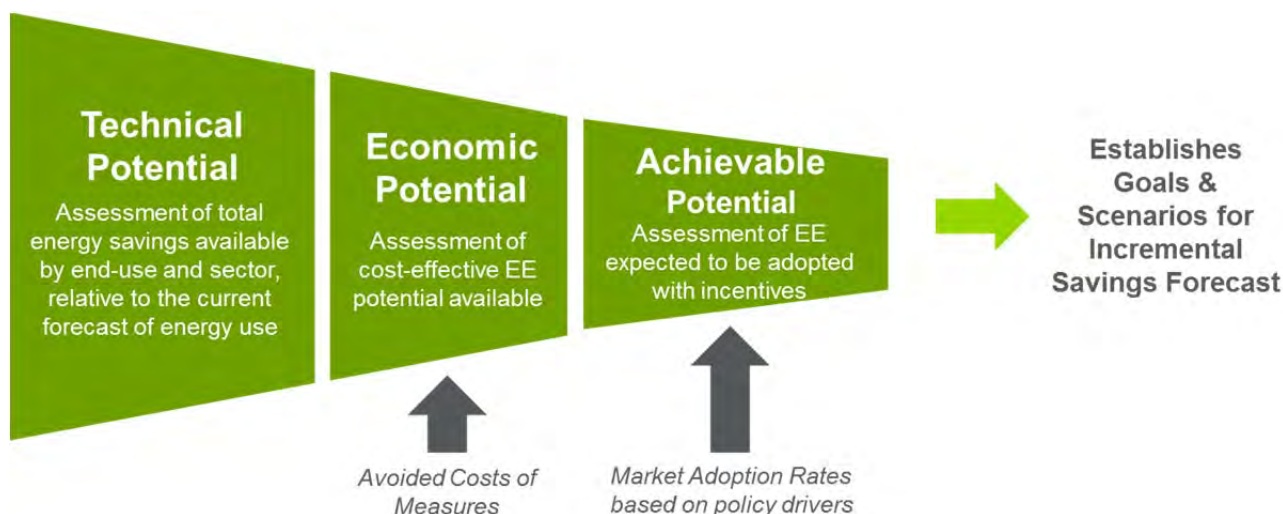 Technical
Potential
Assessment of total
energy savings available
by end-use and sector,
relative to the current
forecast of energy use
Economic
Potential
Assessment of
cost-effective EE
potential available
Achievable
Potential
Assessment of EE
expected to be adopted
with incentives
Establishes
Goals &
Scenarios for
Incremental
Savings Forecast
Avoided Costs of
Measures
Market Adoption Rates
based on policy drivers